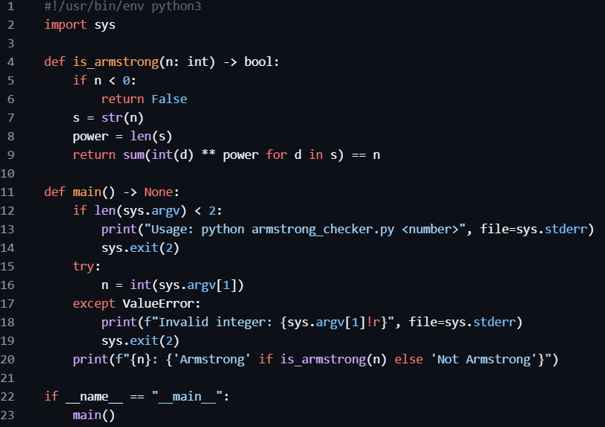 1 #!/usr/bin/env python3
2 import sys
3
4 def is_armstrong(n: int) -> bool:
5     if n < 0:
6         return False
7     s = str(n)
8     power = len(s)
9     return sum(int(d) ** power for d in s) == n
10
11 def main() -> None:
12     if len(sys.argv) < 2:
13         print("Usage: python armstrong_checker.py <number>", file=sys.stderr)
14         sys.exit(2)
15     try:
16         n = int(sys.argv[1])
17     except ValueError:
18         print(f"Invalid integer: {sys.argv[1]!r}", file=sys.stderr)
19         sys.exit(2)
20     print(f"{n}: {'Armstrong' if is_armstrong(n) else 'Not Armstrong'}")
21
22 if __name__ == "__main__":
23     main()